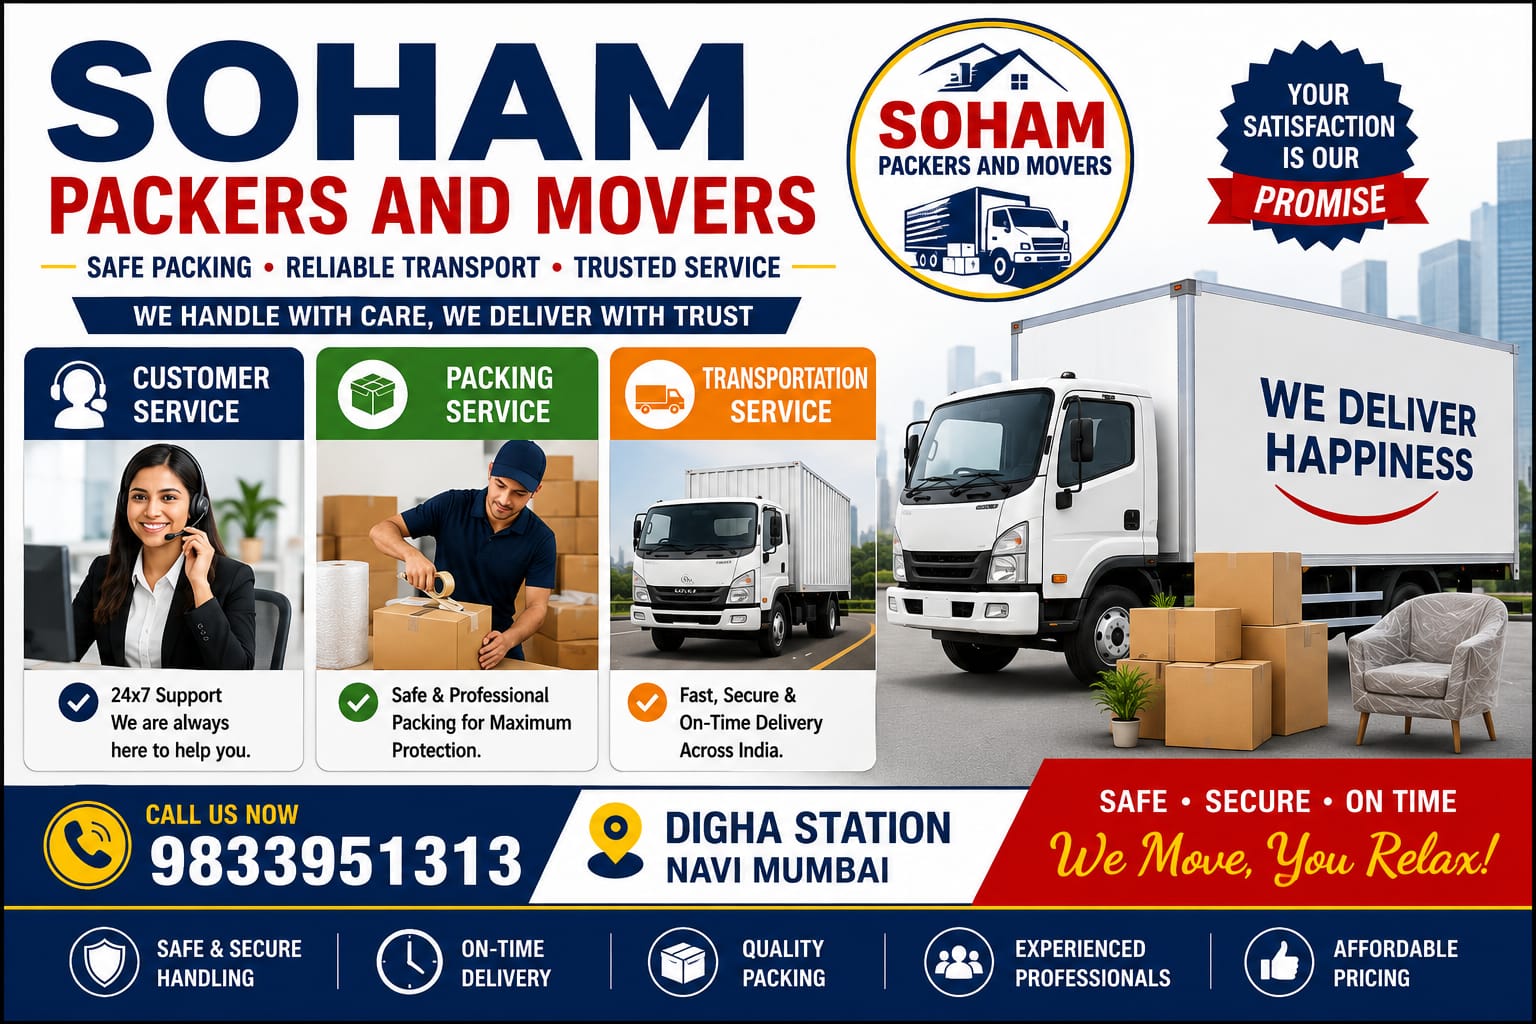 SOHAM
PACKERS AND MOVERS
SAFE PACKING • RELIABLE TRANSPORT • TRUSTED SERVICE
WE HANDLE WITH CARE, WE DELIVER WITH TRUST
SOHAM
PACKERS AND MOVERS
YOUR
SATISFACTION
IS OUR
PROMISE
CUSTOMER
SERVICE
24x7 Support
We are always
here to help you.
PACKING
SERVICE
Safe & Professional
Packing for Maximum
Protection.
TRANSPORTATION
SERVICE
Fast, Secure &
On-Time Delivery
Across India.
WE DELIVER
HAPPINESS
CALL US NOW
9833951313
DIGHA STATION
NAVI MUMBAI
SAFE • SECURE • ON TIME
We Move, You Relax!
SAFE & SECURE
HANDLING
ON-TIME
DELIVERY
QUALITY
PACKING
EXPERIENCED
PROFESSIONALS
AFFORDABLE
PRICING